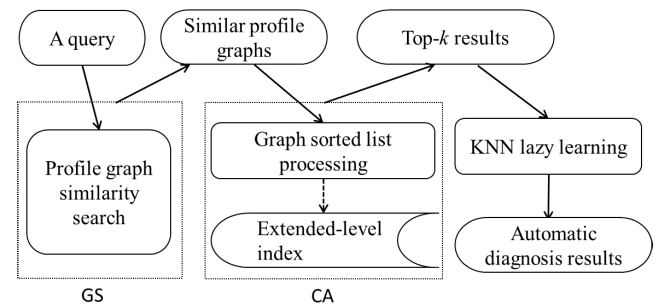 A query
Similar profile
graphs
Top-k results
Profile graph
similarity
search
Graph sorted list
processing
Extended-level
index
KNN lazy learning
Automatic
diagnosis results
GS
CA